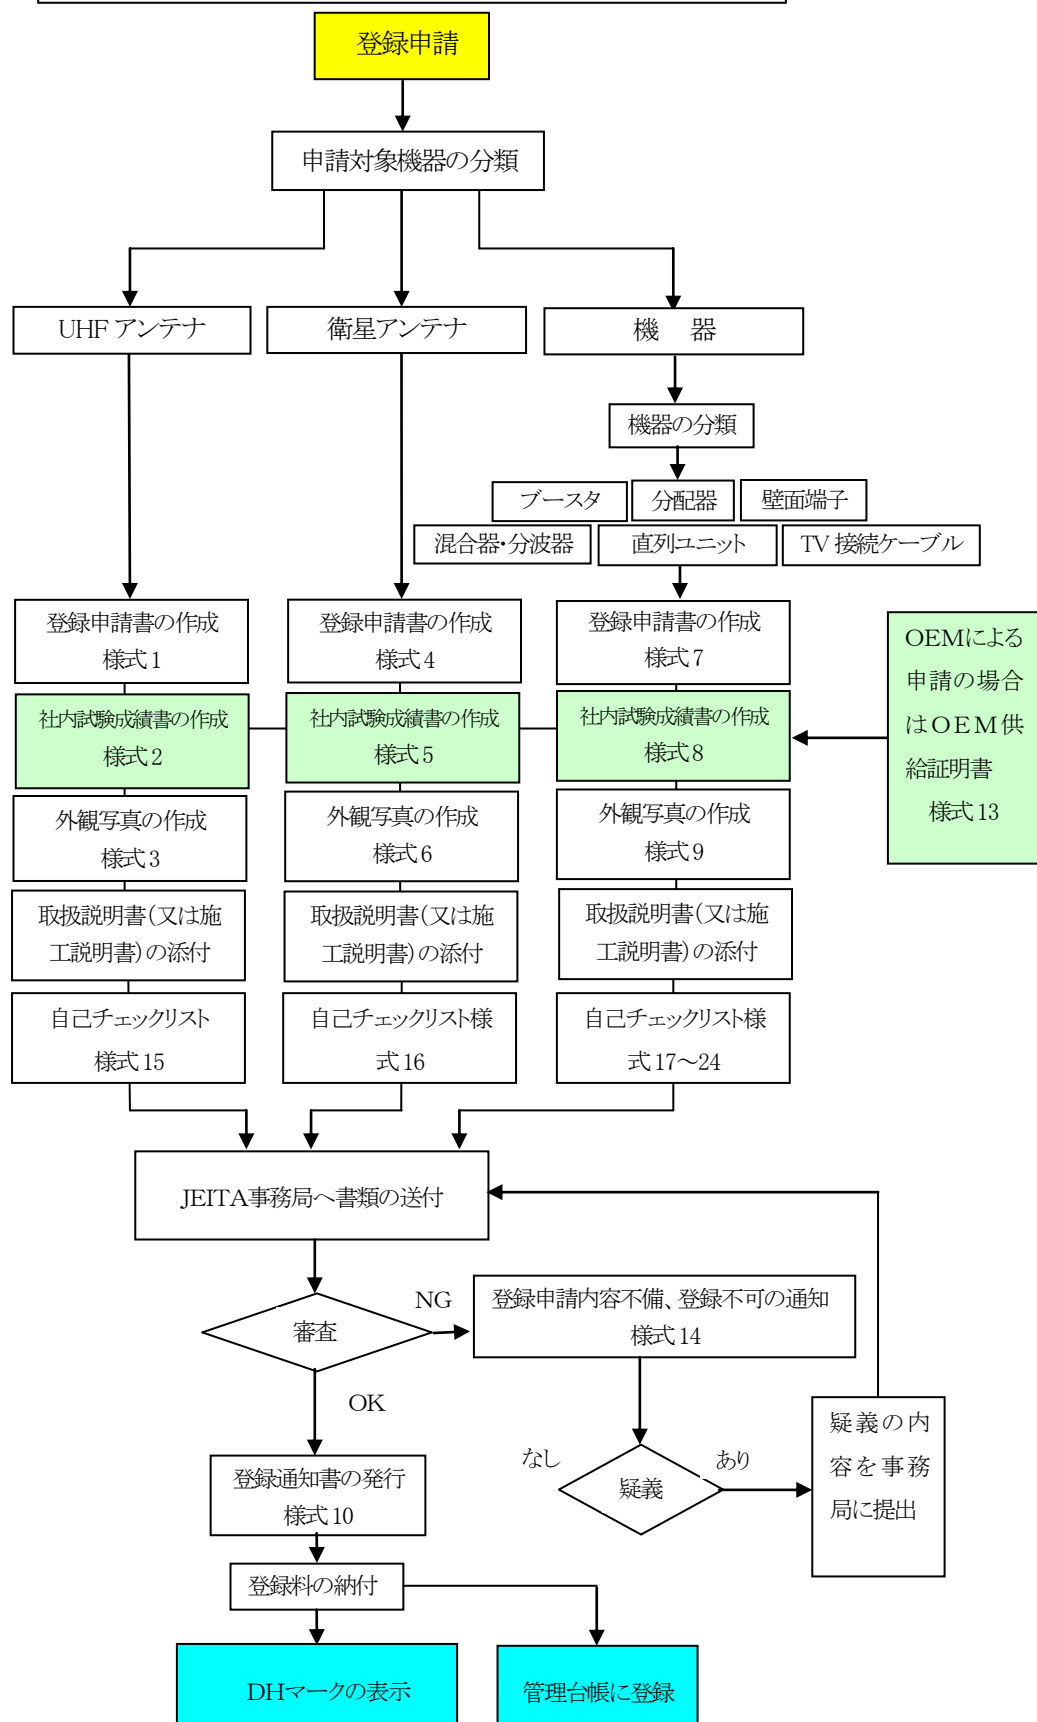 登録申請
申請対象機器の分類
UHF アンテナ
衛星アンテナ
機　器
機器の分類
ブースタ
分配器
壁面端子
混合器・分波器
直列ユニット
TV 接続ケーブル
登録申請書の作成
様式 1
登録申請書の作成
様式 4
登録申請書の作成
様式 7
OEMによる
申請の場合
はOEM供
給証明書
様式 13
社内試験成績書の作成
様式 2
社内試験成績書の作成
様式 5
社内試験成績書の作成
様式 8
外観写真の作成
様式 3
外観写真の作成
様式 6
外観写真の作成
様式 9
取扱説明書(又は施
工説明書)の添付
取扱説明書(又は施
工説明書)の添付
取扱説明書(又は施
工説明書)の添付
自己チェックリスト
様式 15
自己チェックリスト様
式 16
自己チェックリスト様
式 17～24
JEITA事務局へ書類の送付
審査
NG
登録申請内容不備、登録不可の通知
様式 14
OK
なし
疑義
あり
疑義の内
容を事務
局に提出
登録通知書の発行
様式 10
登録料の納付
DHマークの表示
管理台帳に登録